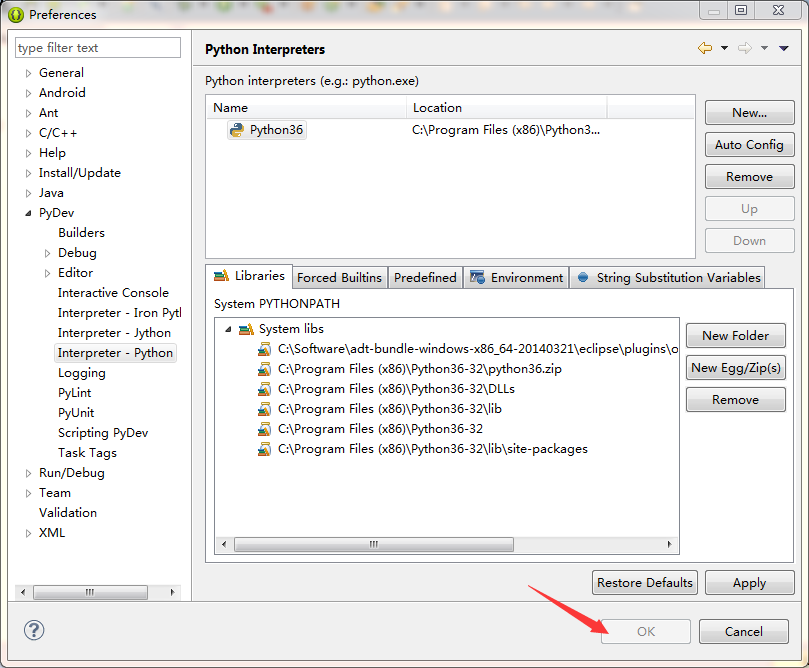 Preferences
type filter text
General
Android
Ant
C/C++
Help
Install/Update
Java
PyDev
Builders
Debug
Editor
Interactive Console
Interpreter - Iron Pytl
Interpreter - Jython
Interpreter - Python
Logging
PyLint
PyUnit
Scripting PyDev
Task Tags
Run/Debug
Team
Validation
XML
Python Interpreters
Python interpreters (e.g.: python.exe)
Name Location
Python36 C:\Program Files (x86)\Python3...
New...
Auto Config
Remove
Up
Down
Libraries Forced Builtins Predefined Environment String Substitution Variables
System PYTHONPATH
System libs
C:\Software\adt-bundle-windows-x86_64-20140321\eclipse\plugins\o
C:\Program Files (x86)\Python36-32\python36.zip
C:\Program Files (x86)\Python36-32\DLLs
C:\Program Files (x86)\Python36-32\lib
C:\Program Files (x86)\Python36-32
C:\Program Files (x86)\Python36-32\lib\site-packages
New Folder
New Egg/Zip(s)
Remove
Restore Defaults Apply
? OK Cancel